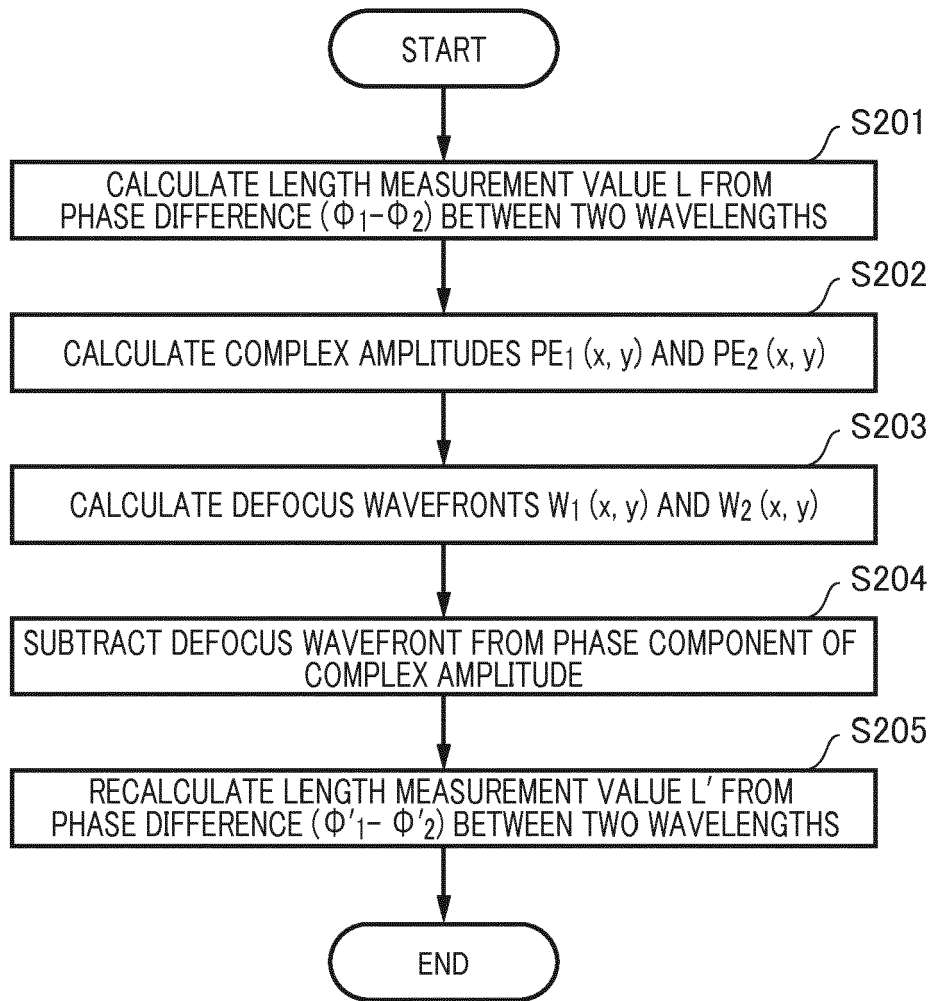 START
S201
CALCULATE LENGTH MEASUREMENT VALUE L FROM
PHASE DIFFERENCE (Φ1-Φ2) BETWEEN TWO WAVELENGTHS
S202
CALCULATE COMPLEX AMPLITUDES PE1 (x, y) AND PE2 (x, y)
S203
CALCULATE DEFOCUS WAVEFRONTS W1 (x, y) AND W2 (x, y)
S204
SUBTRACT DEFOCUS WAVEFRONT FROM PHASE COMPONENT OF
COMPLEX AMPLITUDE
S205
RECALCULATE LENGTH MEASUREMENT VALUE L' FROM
PHASE DIFFERENCE (Φ'1- Φ'2) BETWEEN TWO WAVELENGTHS
END